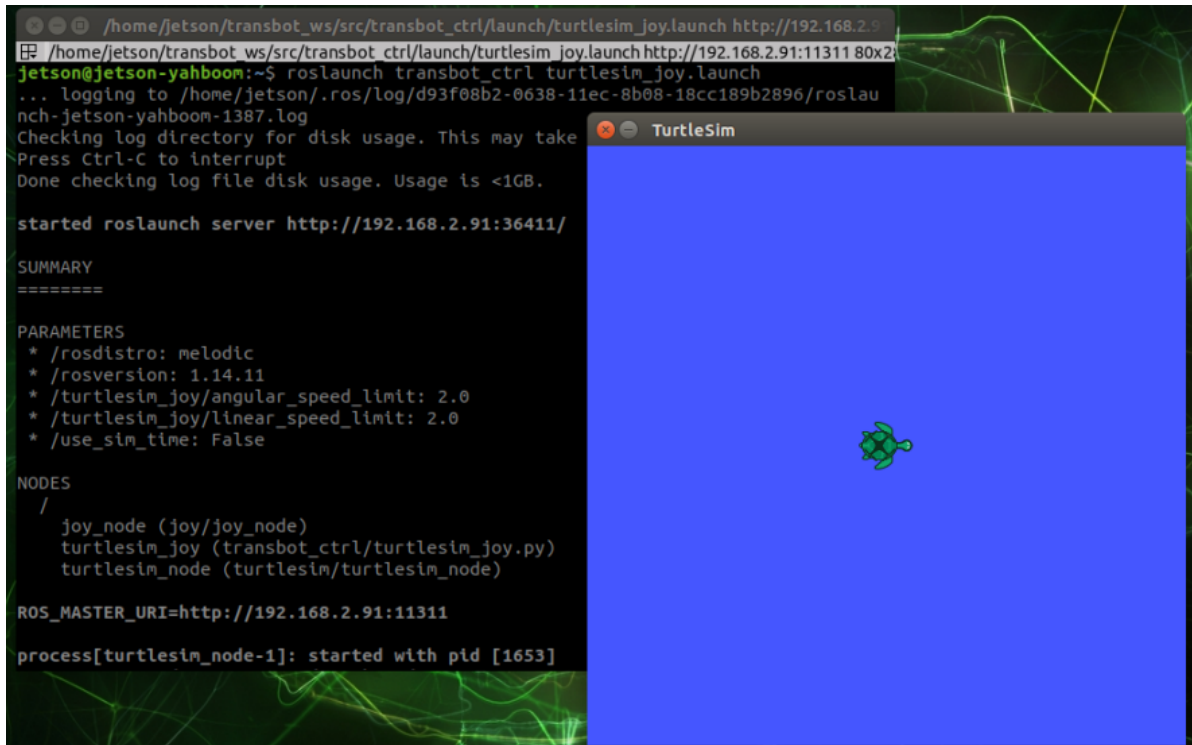 /home/jetson/transbot_ws/src/transbot_ctrl/launch/turtlesim_joy.launch http://192.168.2.9
/home/jetson/transbot_ws/src/transbot_ctrl/launch/turtlesim_joy.launch http://192.168.2.91:11311 80x2
jetson@jetson-yahboom:~$ roslaunch transbot_ctrl turtlesim_joy.launch
... logging to /home/jetson/.ros/log/d93f08b2-0638-11ec-8b08-18cc189b2896/roslau
nch-jetson-yahboom-1387.log
Checking log directory for disk usage. This may take
Press Ctrl-C to interrupt
Done checking log file disk usage. Usage is <1GB.
started roslaunch server http://192.168.2.91:36411/
SUMMARY
========
PARAMETERS
* /rosdistro: melodic
* /rosversion: 1.14.11
* /turtlesim_joy/angular_speed_limit: 2.0
* /turtlesim_joy/linear_speed_limit: 2.0
* /use_sim_time: False
NODES
/
joy_node (joy/joy_node)
turtlesim_joy (transbot_ctrl/turtlesim_joy.py)
turtlesim_node (turtlesim/turtlesim_node)
ROS_MASTER_URI=http://192.168.2.91:11311
process[turtlesim_node-1]: started with pid [1653]
TurtleSim